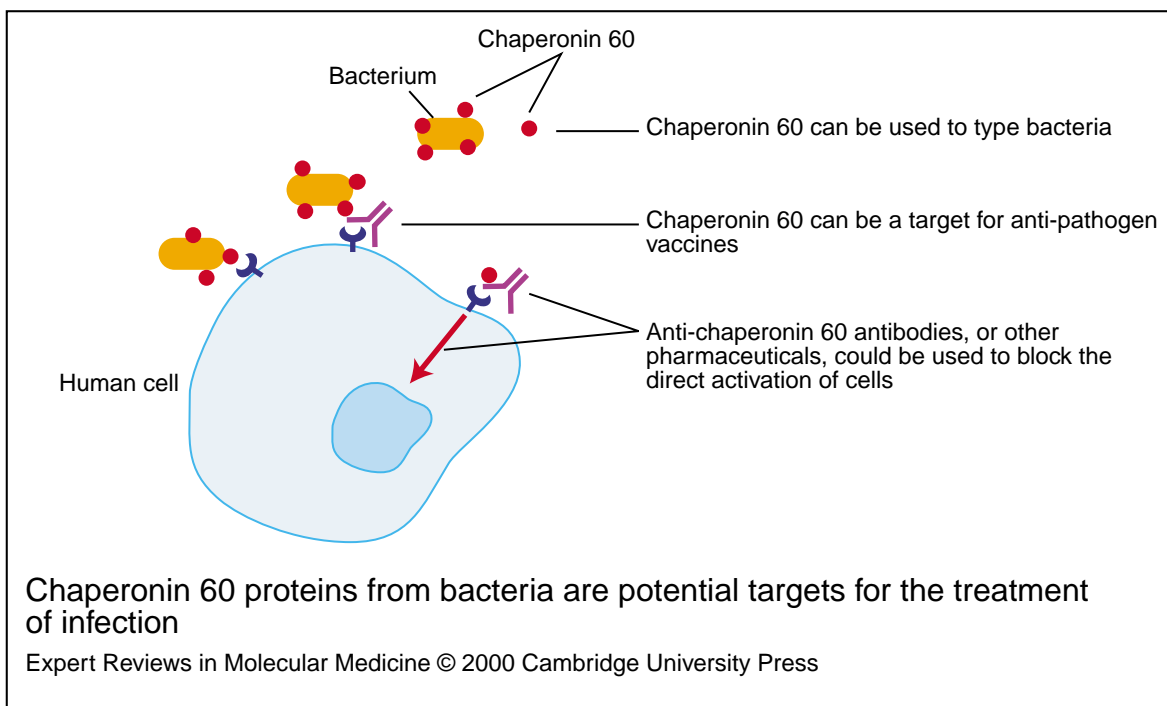 Chaperonin 60
Bacterium
Chaperonin 60 can be used to type bacteria
Chaperonin 60 can be a target for anti-pathogen
vaccines
Anti-chaperonin 60 antibodies, or other
pharmaceuticals, could be used to block the
direct activation of cells
Human cell
Chaperonin 60 proteins from bacteria are potential targets for the treatment
of infection
Expert Reviews in Molecular Medicine © 2000 Cambridge University Press